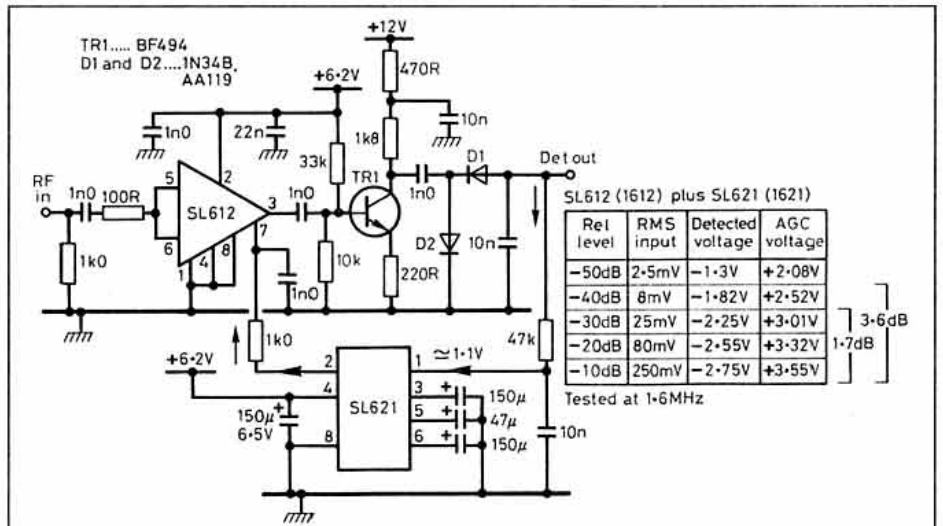 TR1..... BF494
D1 and D2....1N34B,
AA119
+12V
470R
+6·2V
10n
1n0
22n
1k8
33k
TR1
D1
Det out
RF
in
1n0
100R
5
6
2
SL612
3
7
1
4
8
1n0
1n0
D2
10n
1k0
10k
220R
1n0
1k0
47k
+6·2V
2
4
8
SL621
1
3
5
6
≃1·1V
150µ
6·5V
+
+
150µ
+
47µ
+
150µ
10n
SL612 (1612) plus SL621 (1621)
Rel level RMS input Detected voltage AGC voltage
-50dB 2·5mV -1·3V +2·08V
-40dB 8mV -1·82V +2·52V
-30dB 25mV -2·25V +3·01V
-20dB 80mV -2·55V +3·32V
-10dB 250mV -2·75V +3·55V
3·6dB
1·7dB
Tested at 1·6MHz